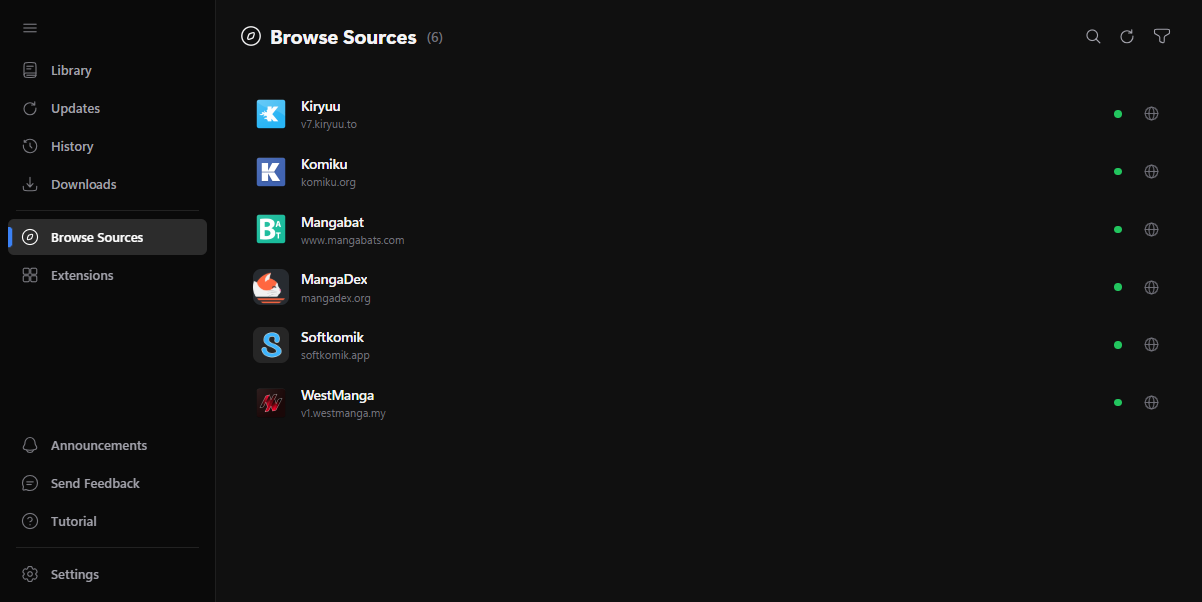 Library
Updates
History
Downloads
Browse Sources
Extensions
Announcements
Send Feedback
Tutorial
Settings
Browse Sources (6)
Kiryuu
v7.kiryuu.to
K
Komiku
komiku.org
BAT
Mangabat
www.mangabats.com
MangaDex
mangadex.org
S
Softkomik
softkomik.app
WestManga
v1.westmanga.my